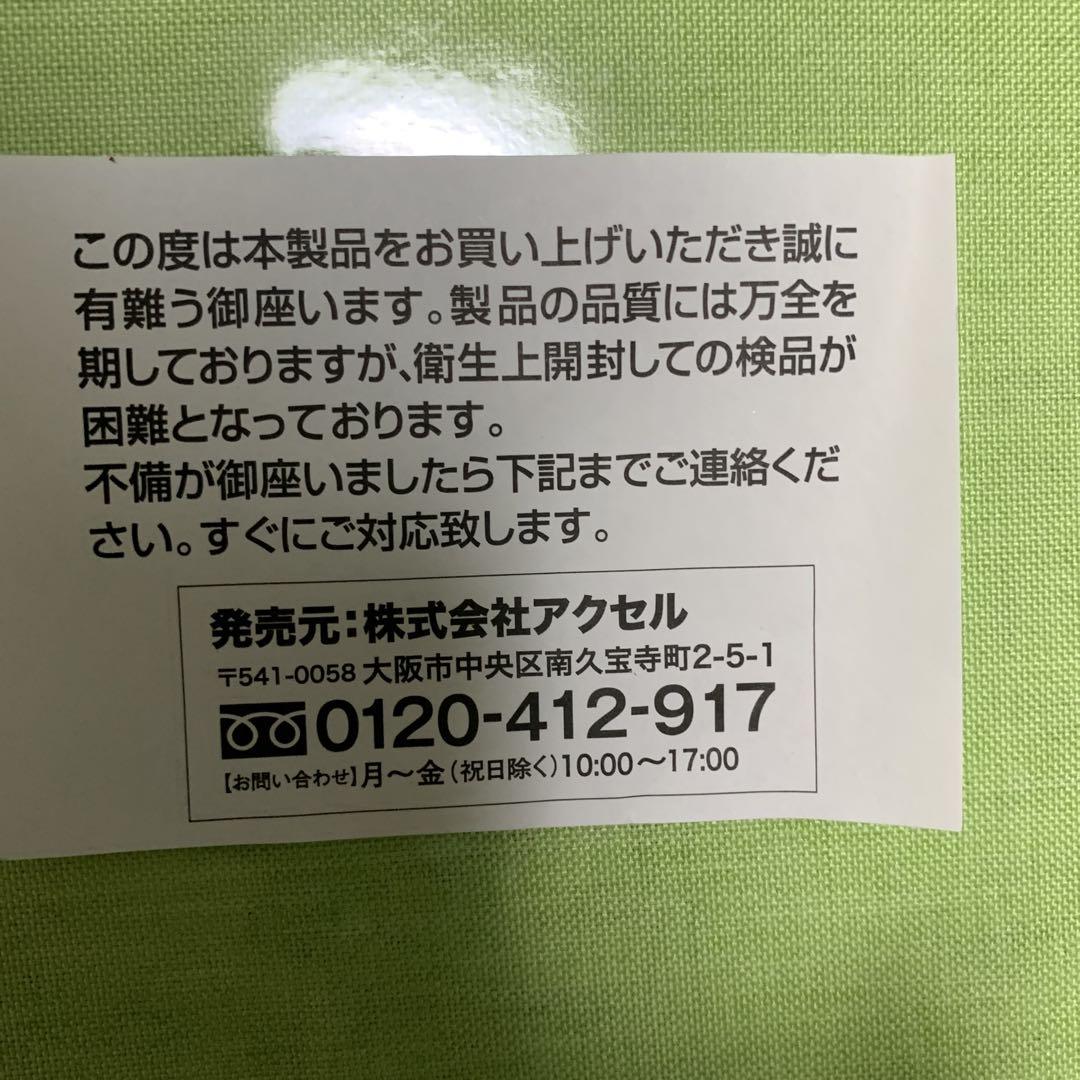 この度は本製品をお買い上げいただき誠に
有難う御座います。製品の品質には万全を
期しておりますが、衛生上開封しての検品が
困難となっております。
不備が御座いましたら下記までご連絡くだ
さい。すぐにご対応致します。
発売元:株式会社アクセル
〒541-0058 大阪市中央区南久宝寺町2-5-1
0120-412-917
【お問い合わせ】月〜金(祝日除く)10:00〜17:00